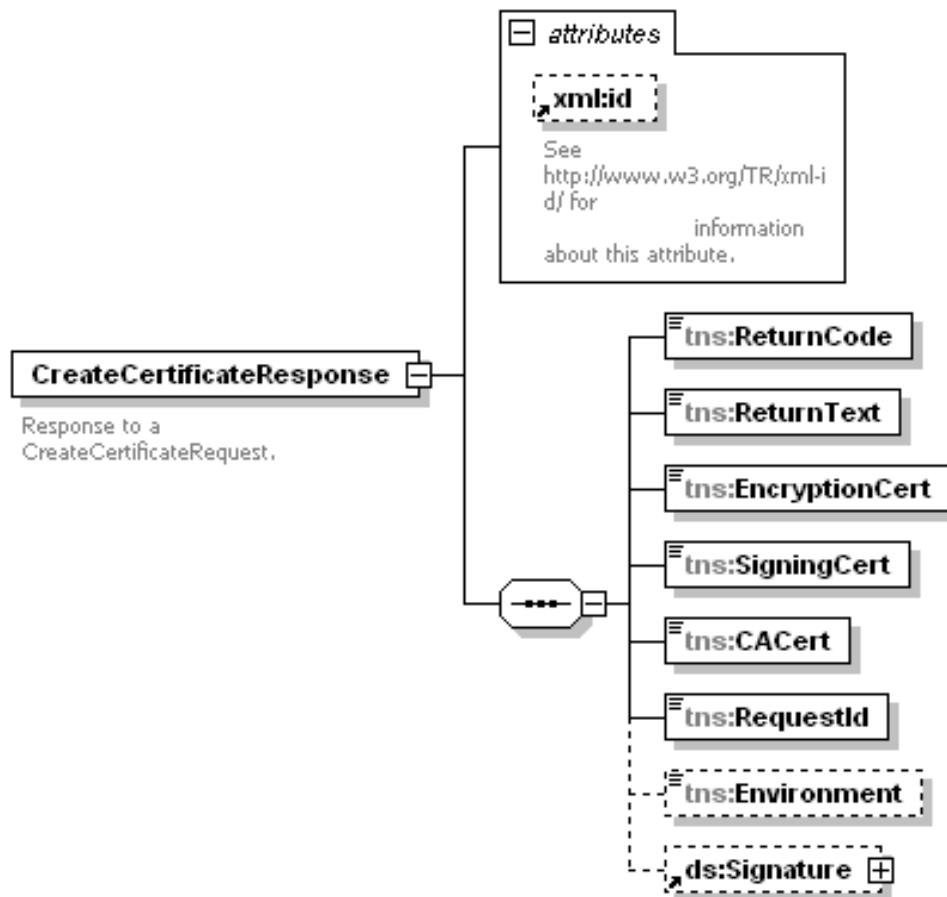 attributes
xml:id
See
http://www.w3.org/TR/xml-i
d/ for
information
about this attribute.
CreateCertificateResponse
Response to a
CreateCertificateRequest.
tns:ReturnCode
tns:ReturnText
tns:EncryptionCert
tns:SigningCert
tns:CACert
tns:RequestId
tns:Environment
ds:Signature